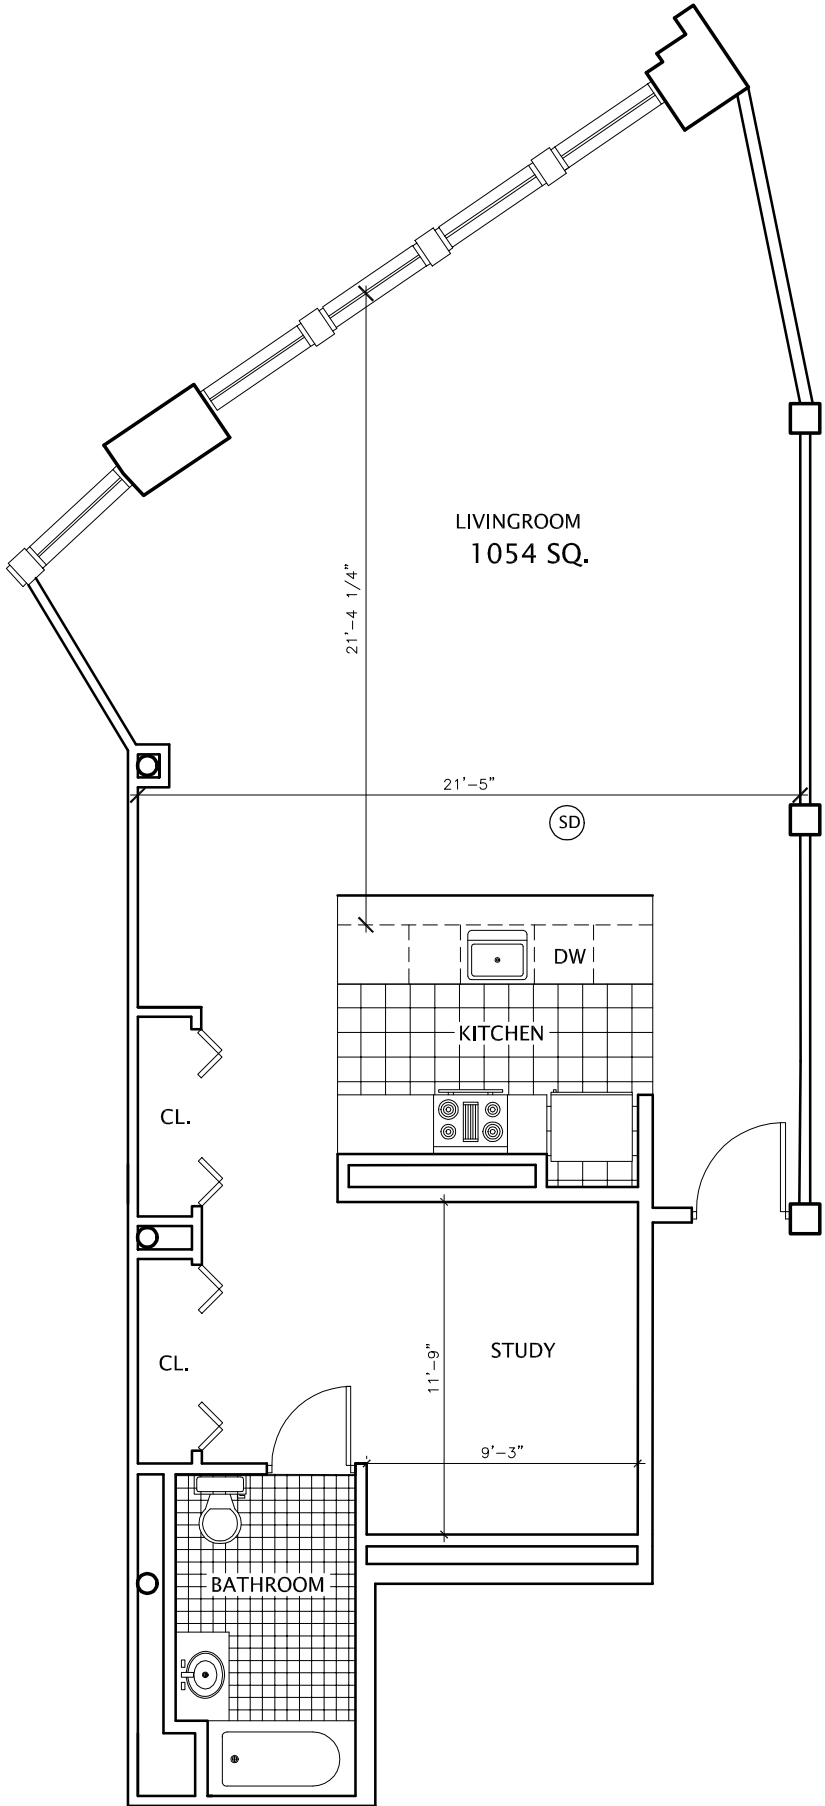 LIVINGROOM
1054 SQ.
21'-4 1/4"
21'-5"
SD
DW
KITCHEN
CL.
STUDY
11'-9"
CL.
9'-3"
BATHROOM